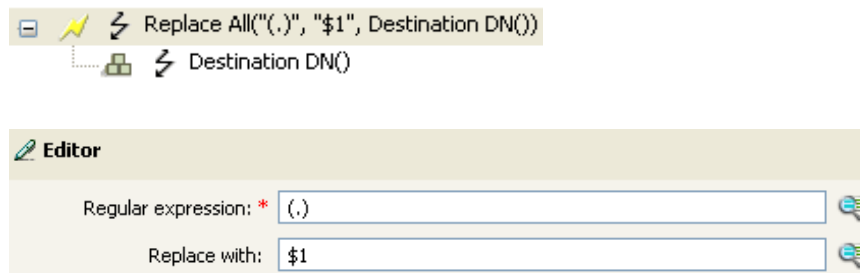 Replace All("(.)", "$1", Destination DN())
Destination DN()
Editor
Regular expression: * (.)
Replace with: $1